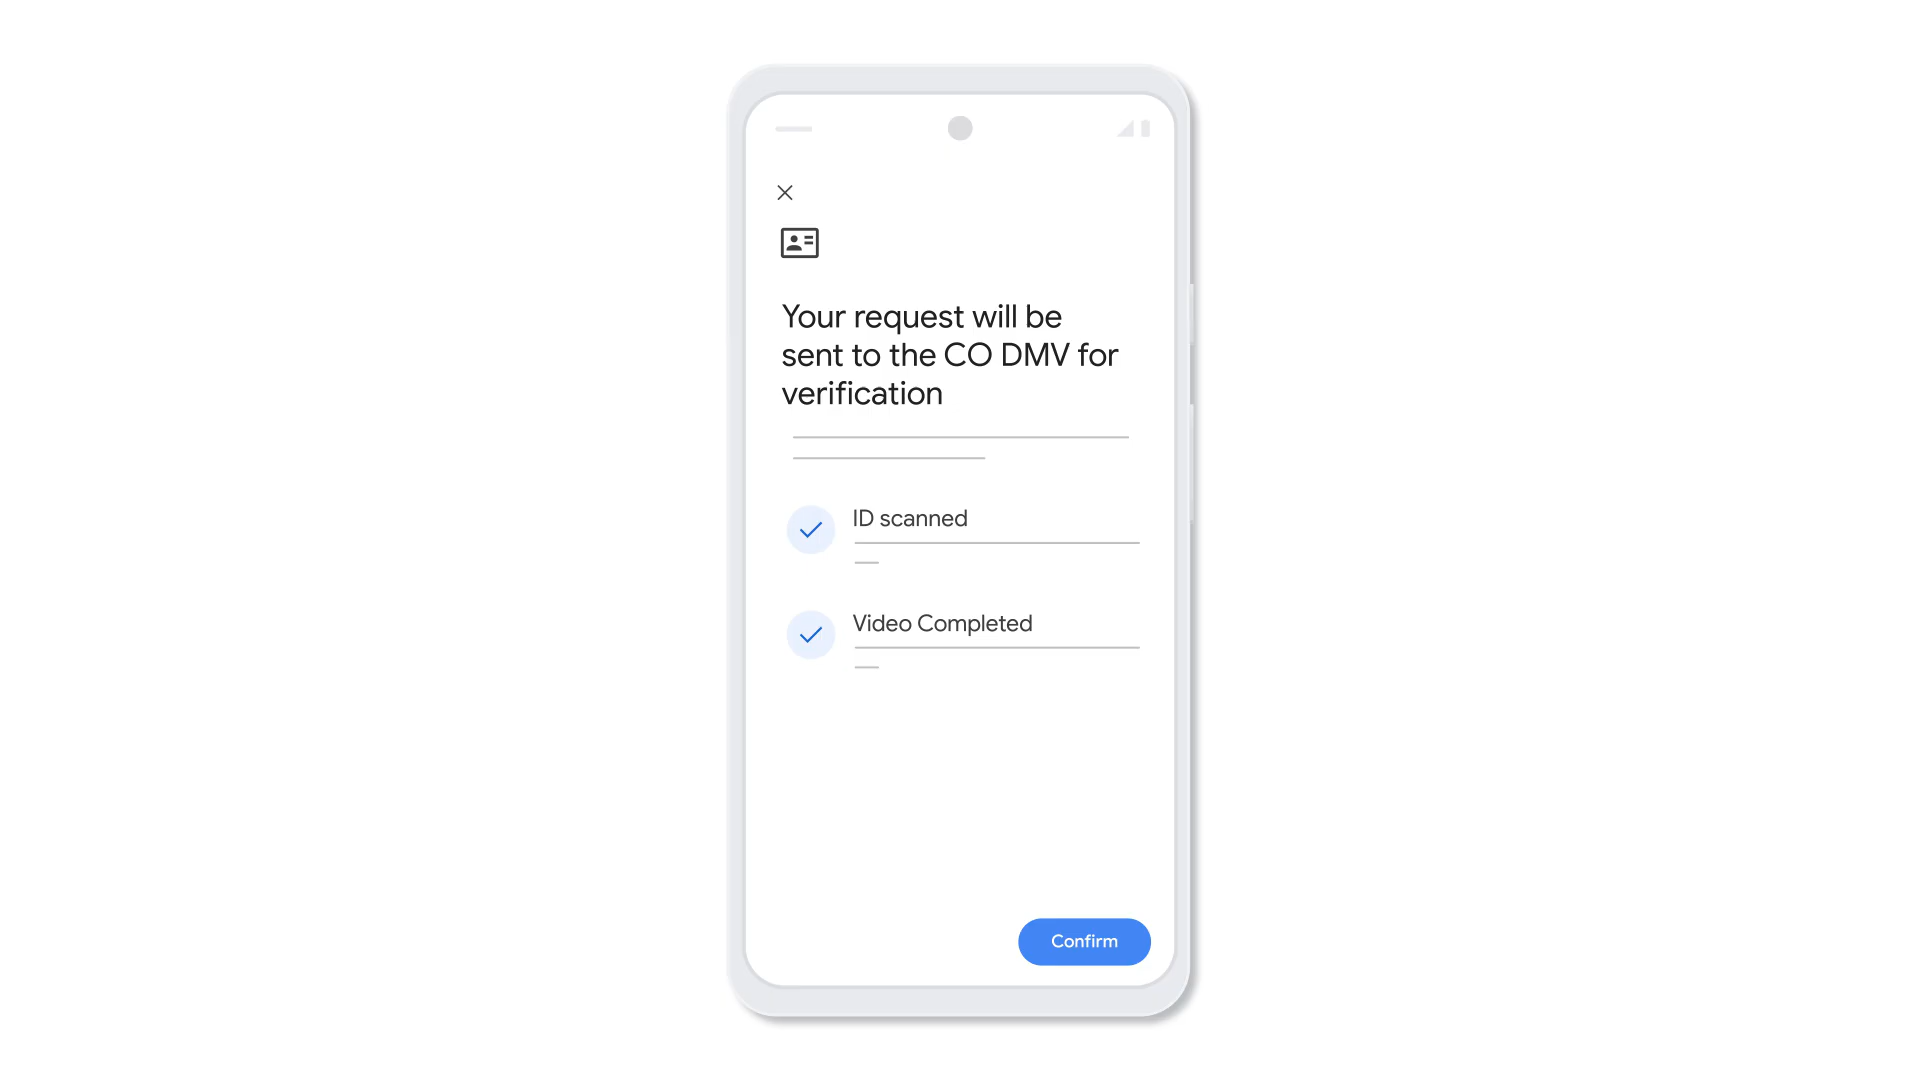 Your request will be
sent to the CO DMV for
verification
ID scanned
Video Completed
Confirm